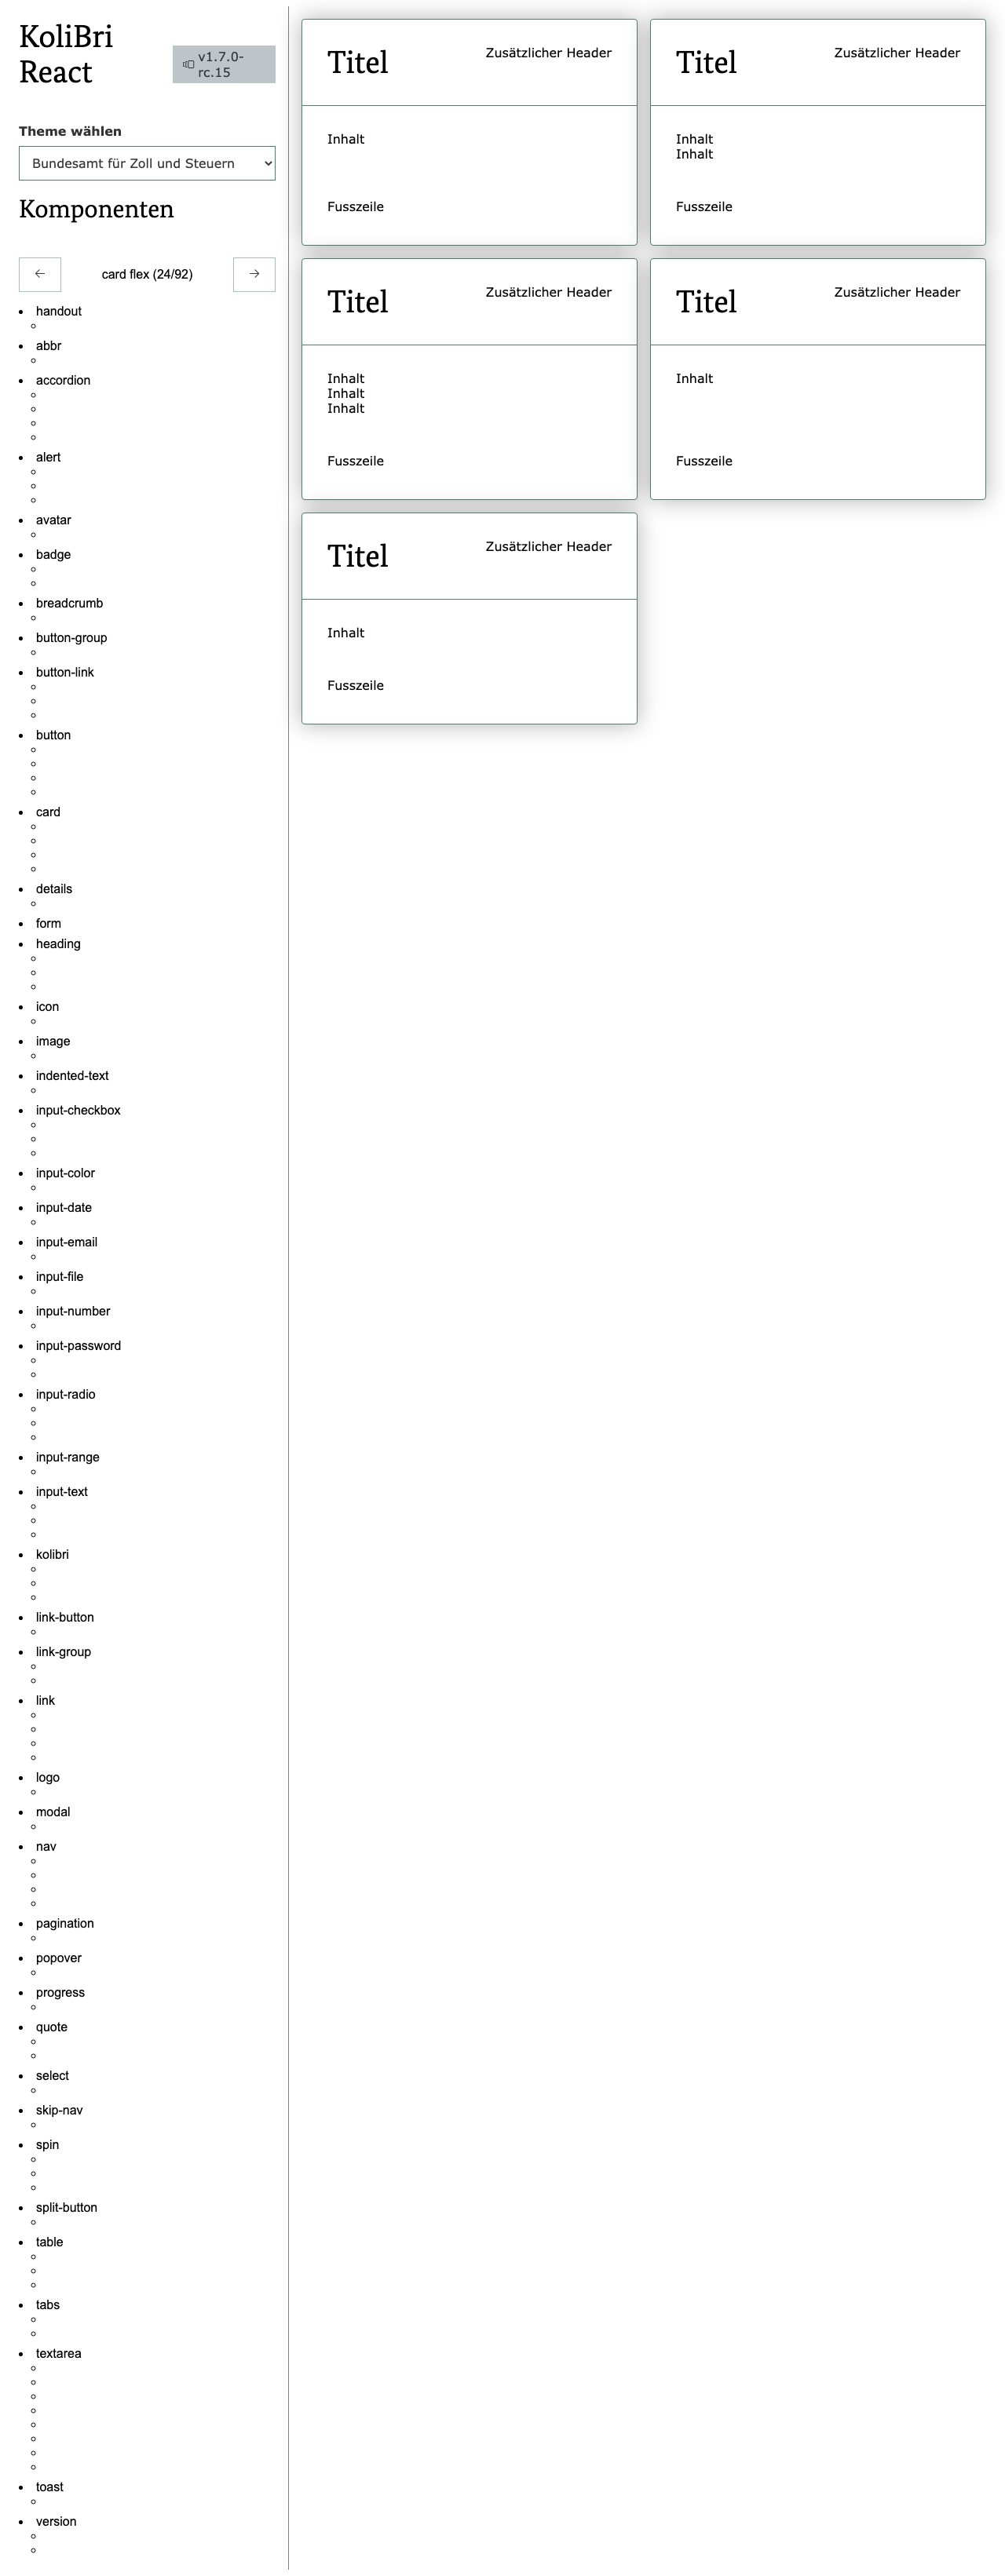 KoliBri
React
v1.7.0-
rc.15
Theme wählen
Bundesamt für Zoll und Steuern
Komponenten
← card flex (24/92) →
handout
abbr
accordion
alert
avatar
badge
breadcrumb
button-group
button-link
button
card
details
form
heading
icon
image
indented-text
input-checkbox
input-color
input-date
input-email
input-file
input-number
input-password
input-radio
input-range
input-text
kolibri
link-button
link-group
link
logo
modal
nav
pagination
popover
progress
quote
select
skip-nav
spin
split-button
table
tabs
textarea
toast
version
Titel Zusätzlicher Header
Inhalt
Fusszeile
Titel Zusätzlicher Header
Inhalt
Inhalt
Fusszeile
Titel Zusätzlicher Header
Inhalt
Inhalt
Inhalt
Fusszeile
Titel Zusätzlicher Header
Inhalt
Fusszeile
Titel Zusätzlicher Header
Inhalt
Fusszeile